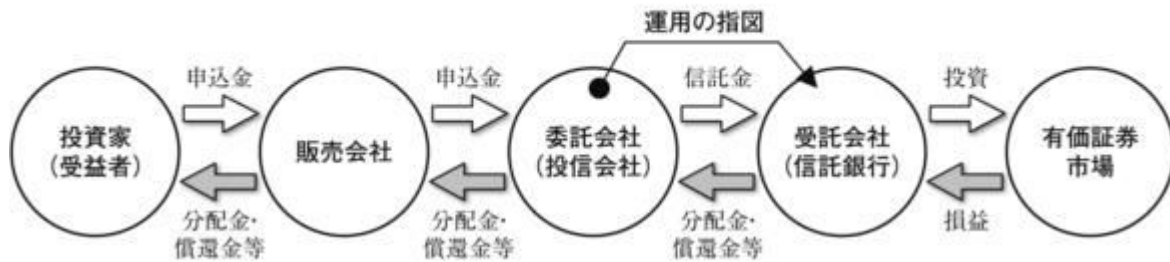 運用の指図
申込金
申込金
信託金
投資
投資家
(受益者)
販売会社
委託会社
(投信会社)
受託会社
(信託銀行)
有価証券
市場
分配金・
償還金等
分配金・
償還金等
分配金・
償還金等
損益